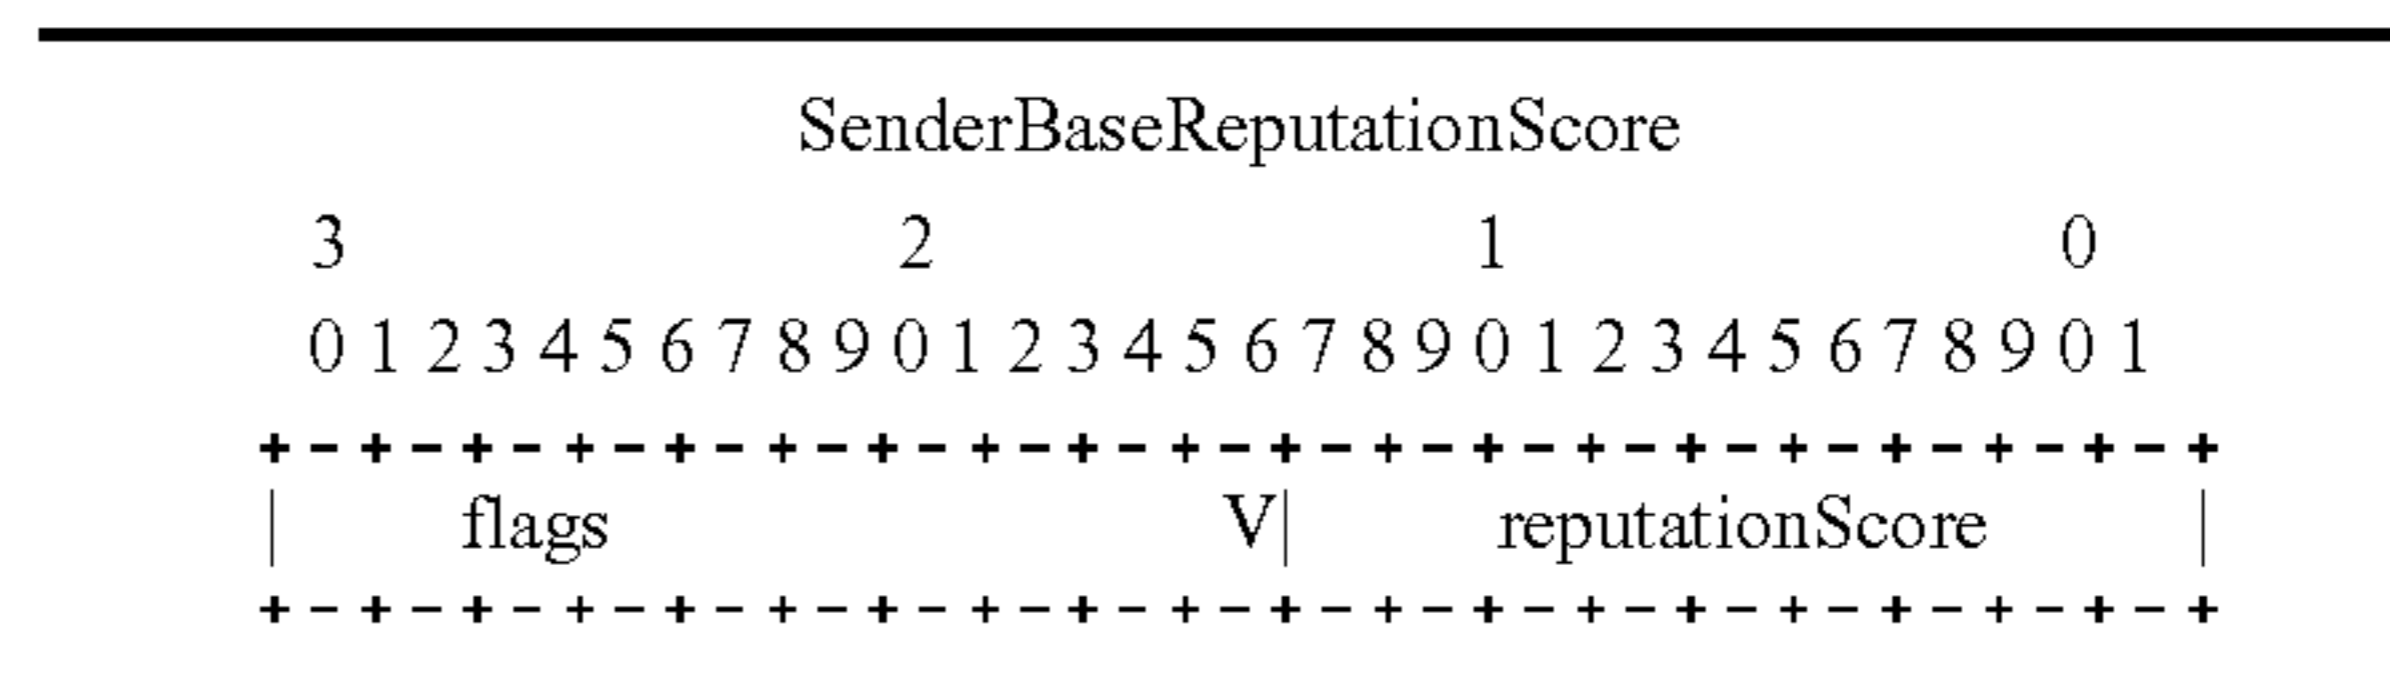 SenderBaseReputationScore
3 2 1 0
0 1 2 3 4 5 6 7 8 9 0 1 2 3 4 5 6 7 8 9 0 1 2 3 4 5 6 7 8 9 0 1
+ - + - + - + - + - + - + - + - + - + - + - + - + - + - + - + - + - + - + - +
| flags V| reputationScore |
+ - + - + - + - + - + - + - + - + - + - + - + - + - + - + - + - + - + - + - +